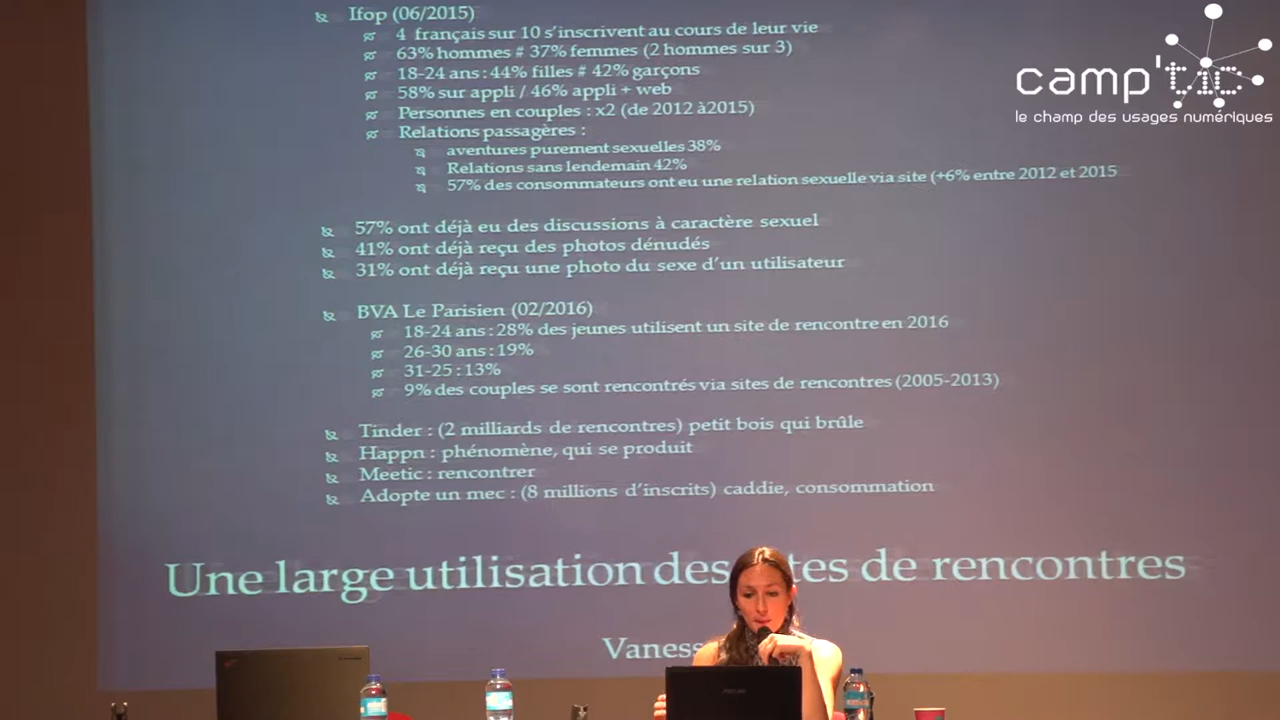 Ifop (06/2015)
4 français sur 10 s'inscrivent au cours de leur vie
63% hommes # 37% femmes (2 hommes sur 3)
18-24 ans : 44% filles # 42% garçons
58% sur appli / 46% appli + web
Personnes en couples : x2 (de 2012 à2015)
Relations passagères :
aventures purement sexuelles 38%
Relations sans lendemain 42%
57% des consommateurs ont eu une relation sexuelle via site (+6% entre 2012 et 2015
57% ont déjà eu des discussions à caractère sexuel
41% ont déjà reçu des photos dénudés
31% ont déjà reçu une photo du sexe d'un utilisateur
BVA Le Parisien (02/2016)
18-24 ans : 28% des jeunes utilisent un site de rencontre en 2016
26-30 ans : 19%
31-25 : 13%
9% des couples se sont rencontrés via sites de rencontres (2005-2013)
Tinder : (2 milliards de rencontres) petit bois qui brûle
Happn : phénomène, qui se produit
Meetic : rencontrer
Adopte un mec : (8 millions d'inscrits) caddie, consommation
Une large utilisation des tes de rencontres
Vaness
camp'tic
le champ des usages numériques